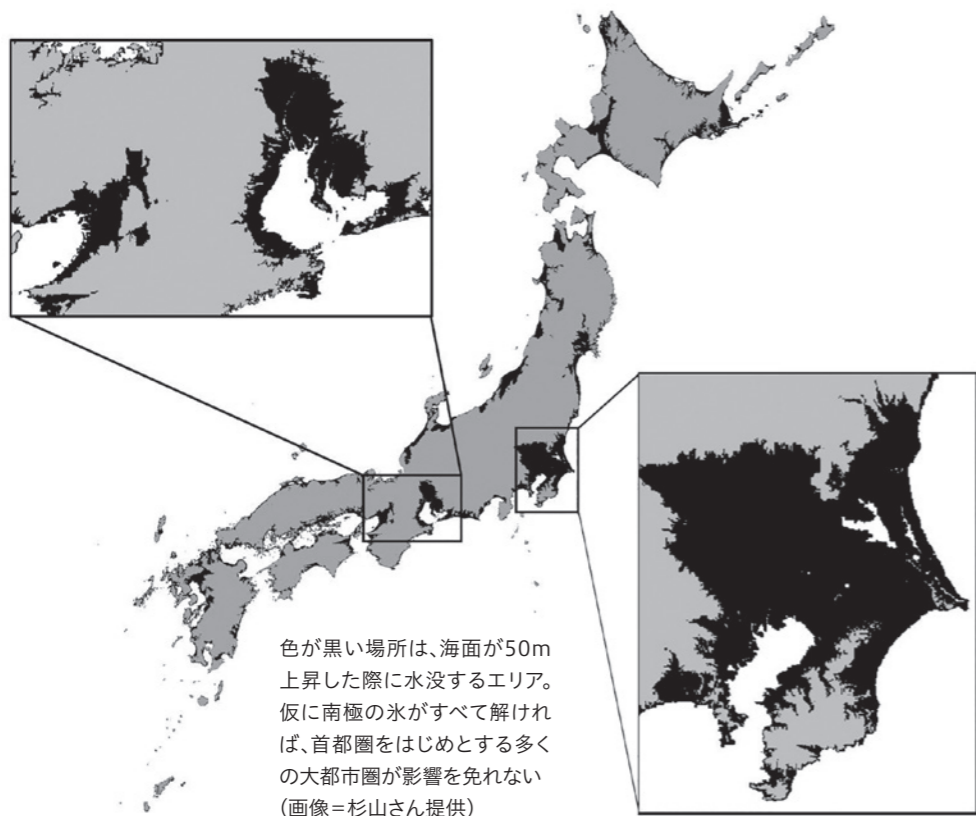 色が黒い場所は、海面が50m
上昇した際に水没するエリア。
仮に南極の氷がすべて解けれ
ば、首都圏をはじめとする多く
の大都市圏が影響を免れない
(画像=杉山さん提供)